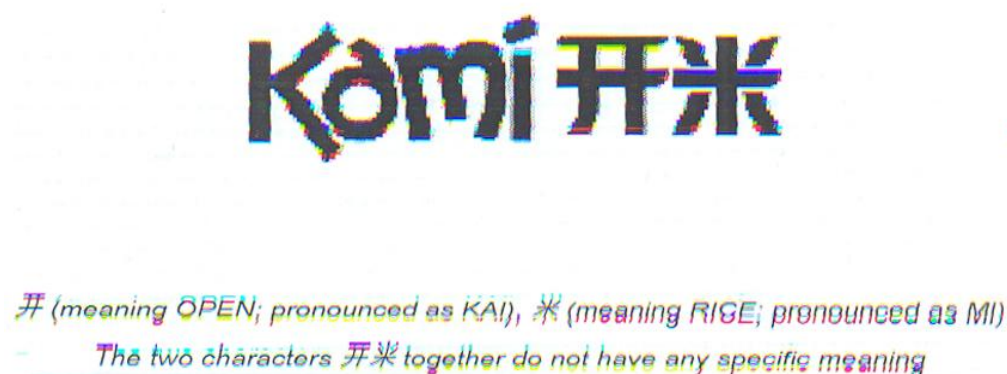 Kami 开米
开 (meaning OPEN; pronounced as KAI), 米 (meaning RICE; pronounced as MI)
The two characters 开米 together do not have any specific meaning